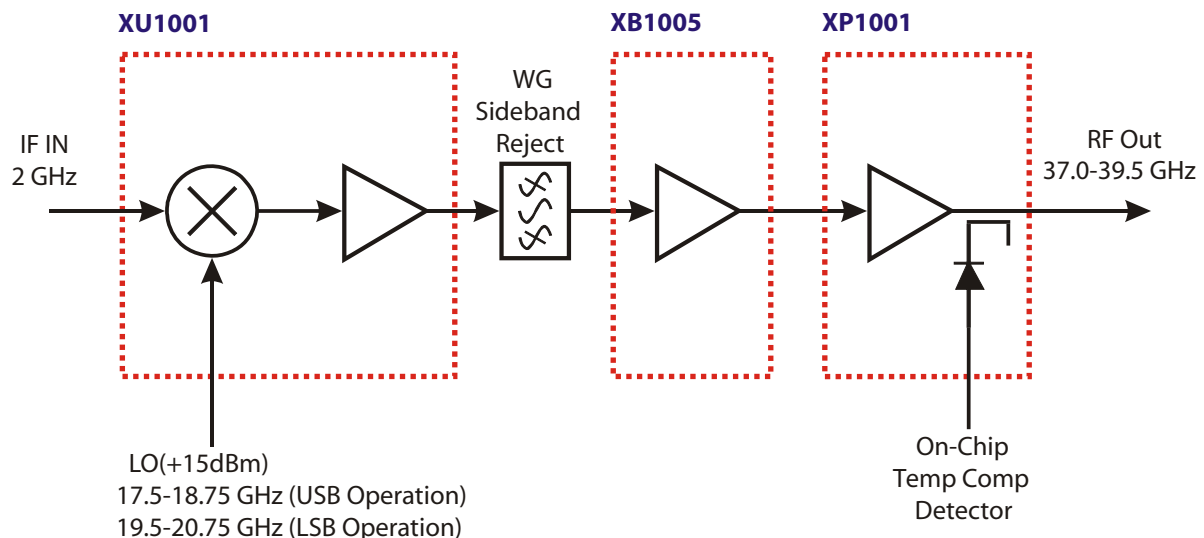 XU1001
XB1005
XP1001
WG
Sideband
Reject
IF IN
2 GHz
RF Out
37.0-39.5 GHz
LO(+15dBm)
17.5-18.75 GHz (USB Operation)
19.5-20.75 GHz (LSB Operation)
On-Chip
Temp Comp
Detector